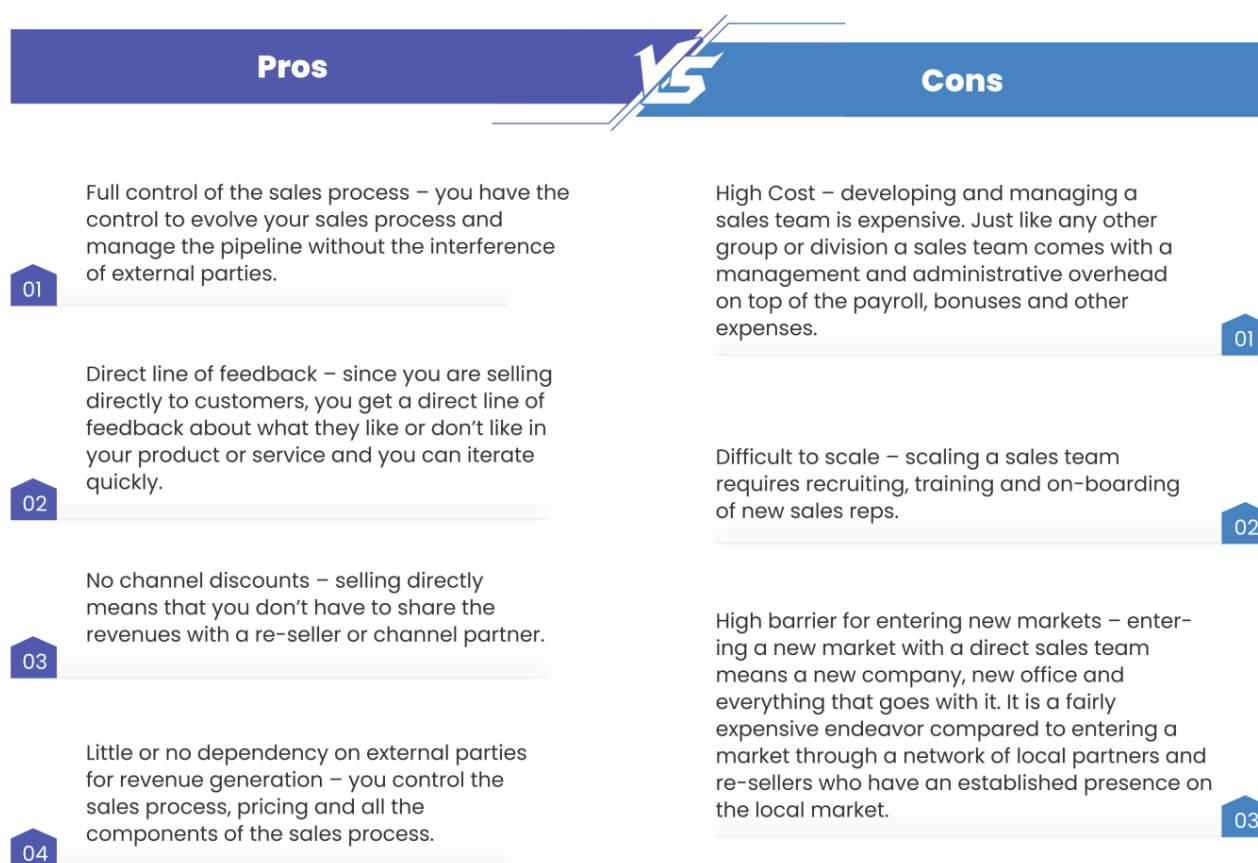 Pros
VS
Cons
Full control of the sales process – you have the
control to evolve your sales process and
manage the pipeline without the interference
of external parties.
01
Direct line of feedback – since you are selling
directly to customers, you get a direct line of
feedback about what they like or don’t like in
your product or service and you can iterate
quickly.
02
No channel discounts – selling directly
means that you don’t have to share the
revenues with a re-seller or channel partner.
03
Little or no dependency on external parties
for revenue generation – you control the
sales process, pricing and all the
components of the sales process.
04
High Cost – developing and managing a
sales team is expensive. Just like any other
group or division a sales team comes with a
management and administrative overhead
on top of the payroll, bonuses and other
expenses.
01
Difficult to scale – scaling a sales team
requires recruiting, training and on-boarding
of new sales reps.
02
High barrier for entering new markets – enter-
ing a new market with a direct sales team
means a new company, new office and
everything that goes with it. It is a fairly
expensive endeavor compared to entering a
market through a network of local partners and
re-sellers who have an established presence on
the local market.
03